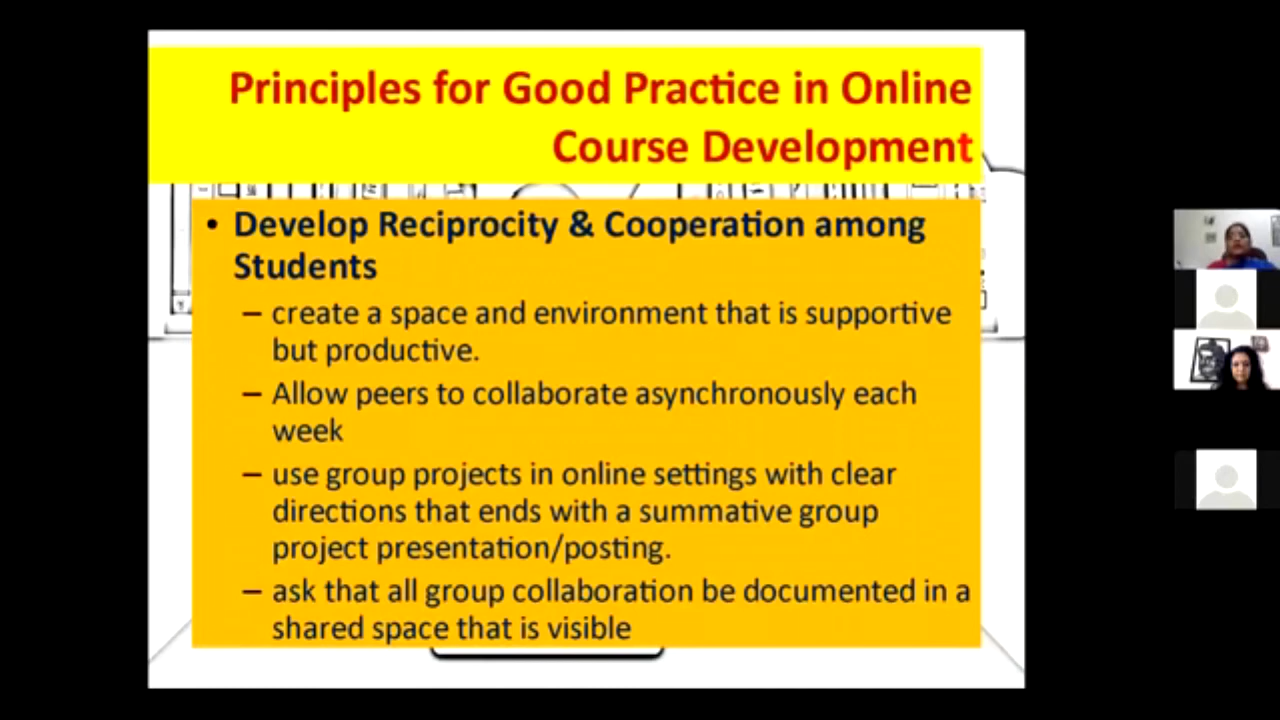 Principles for Good Practice in Online
Course Development
• Develop Reciprocity & Cooperation among
Students
– create a space and environment that is supportive
but productive.
– Allow peers to collaborate asynchronously each
week
– use group projects in online settings with clear
directions that ends with a summative group
project presentation/posting.
– ask that all group collaboration be documented in a
shared space that is visible